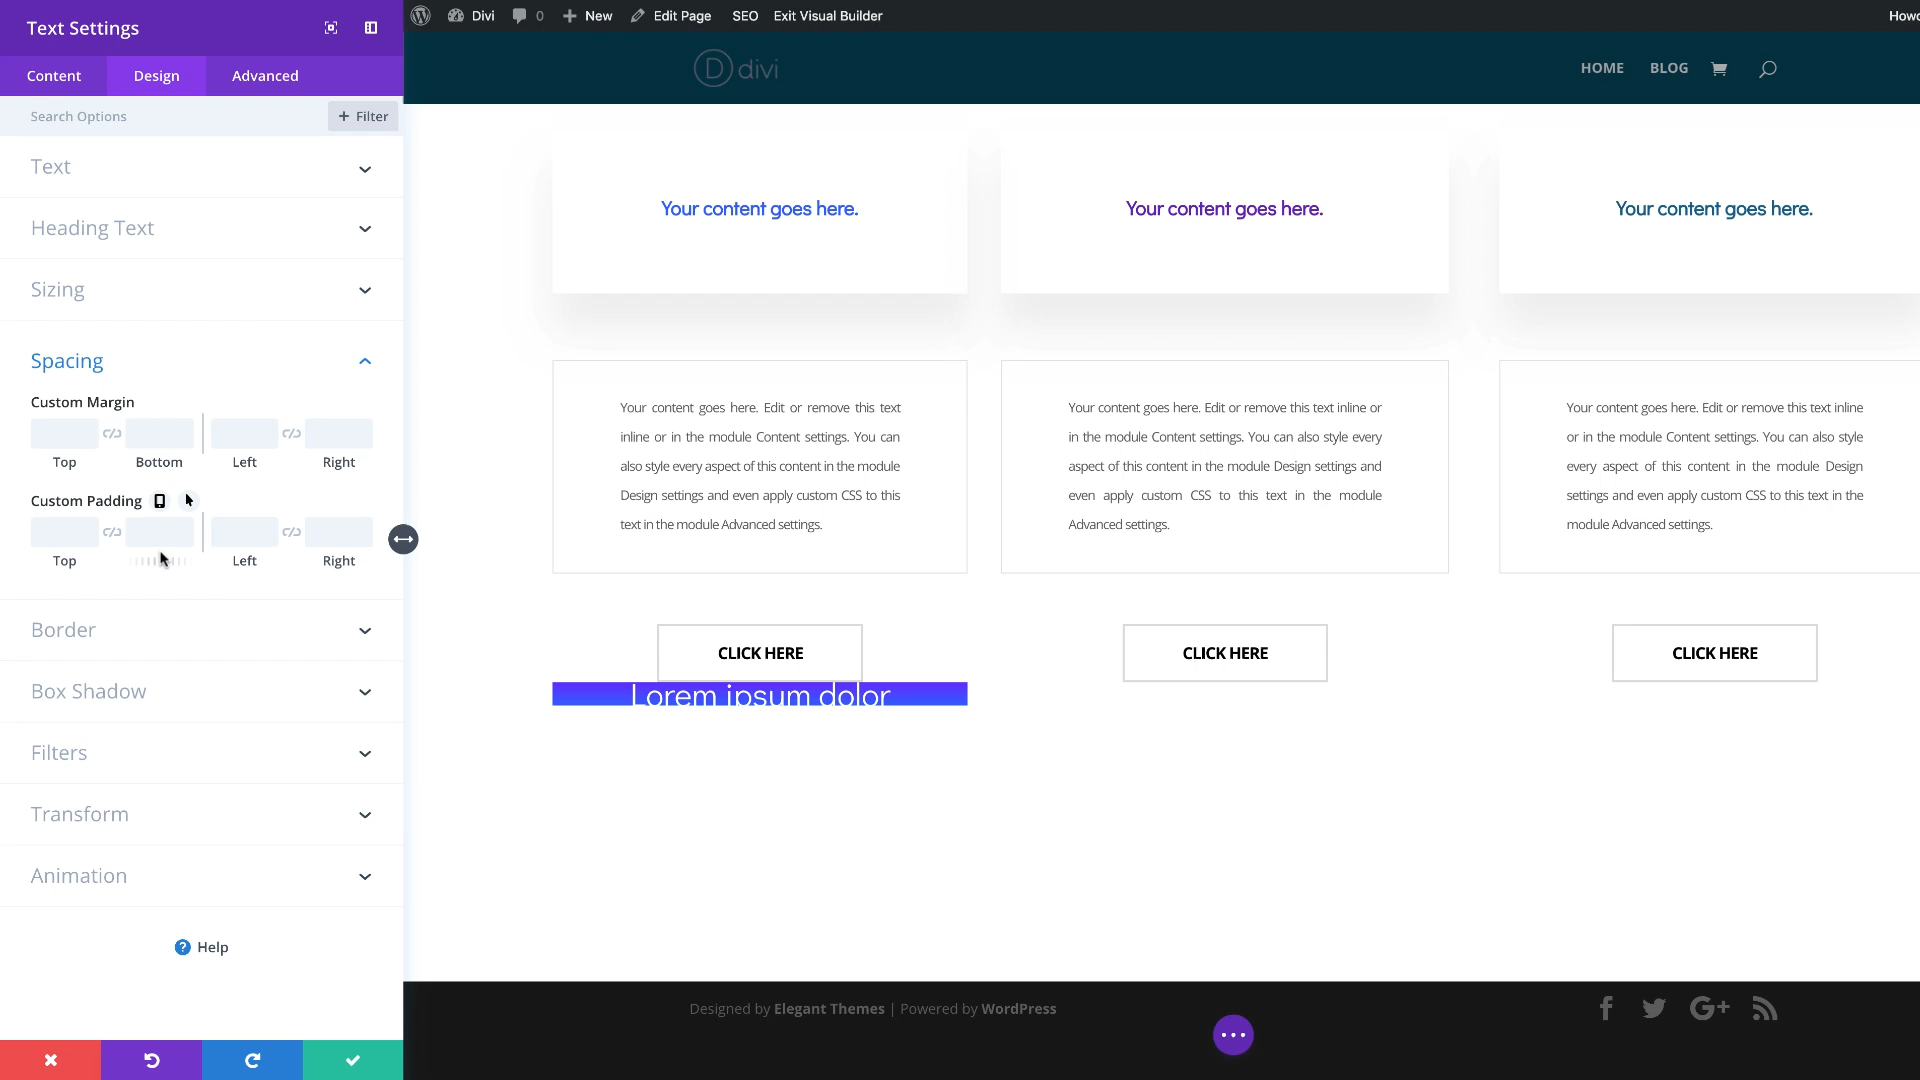 Text Settings
Content Design Advanced
Search Options + Filter
Text
Heading Text
Sizing
Spacing
Custom Margin
Top Bottom Left Right
Custom Padding
Top Left Right
Border
Box Shadow
Filters
Transform
Animation
? Help
Divi 0 New Edit Page SEO Exit Visual Builder
D divi
HOME BLOG
Your content goes here.
Your content goes here.
Your content goes here.
Your content goes here. Edit or remove this text
inline or in the module Content settings. You can
also style every aspect of this content in the module
Design settings and even apply custom CSS to this
text in the module Advanced settings.
Your content goes here. Edit or remove this text inline or
in the module Content settings. You can also style every
aspect of this content in the module Design settings and
even apply custom CSS to this text in the module
Advanced settings.
Your content goes here. Edit or remove this text inline
or in the module Content settings. You can also style
every aspect of this content in the module Design
settings and even apply custom CSS to this text in the
module Advanced settings.
CLICK HERE
CLICK HERE
CLICK HERE
Lorem ipsum dolor
Designed by Elegant Themes | Powered by WordPress